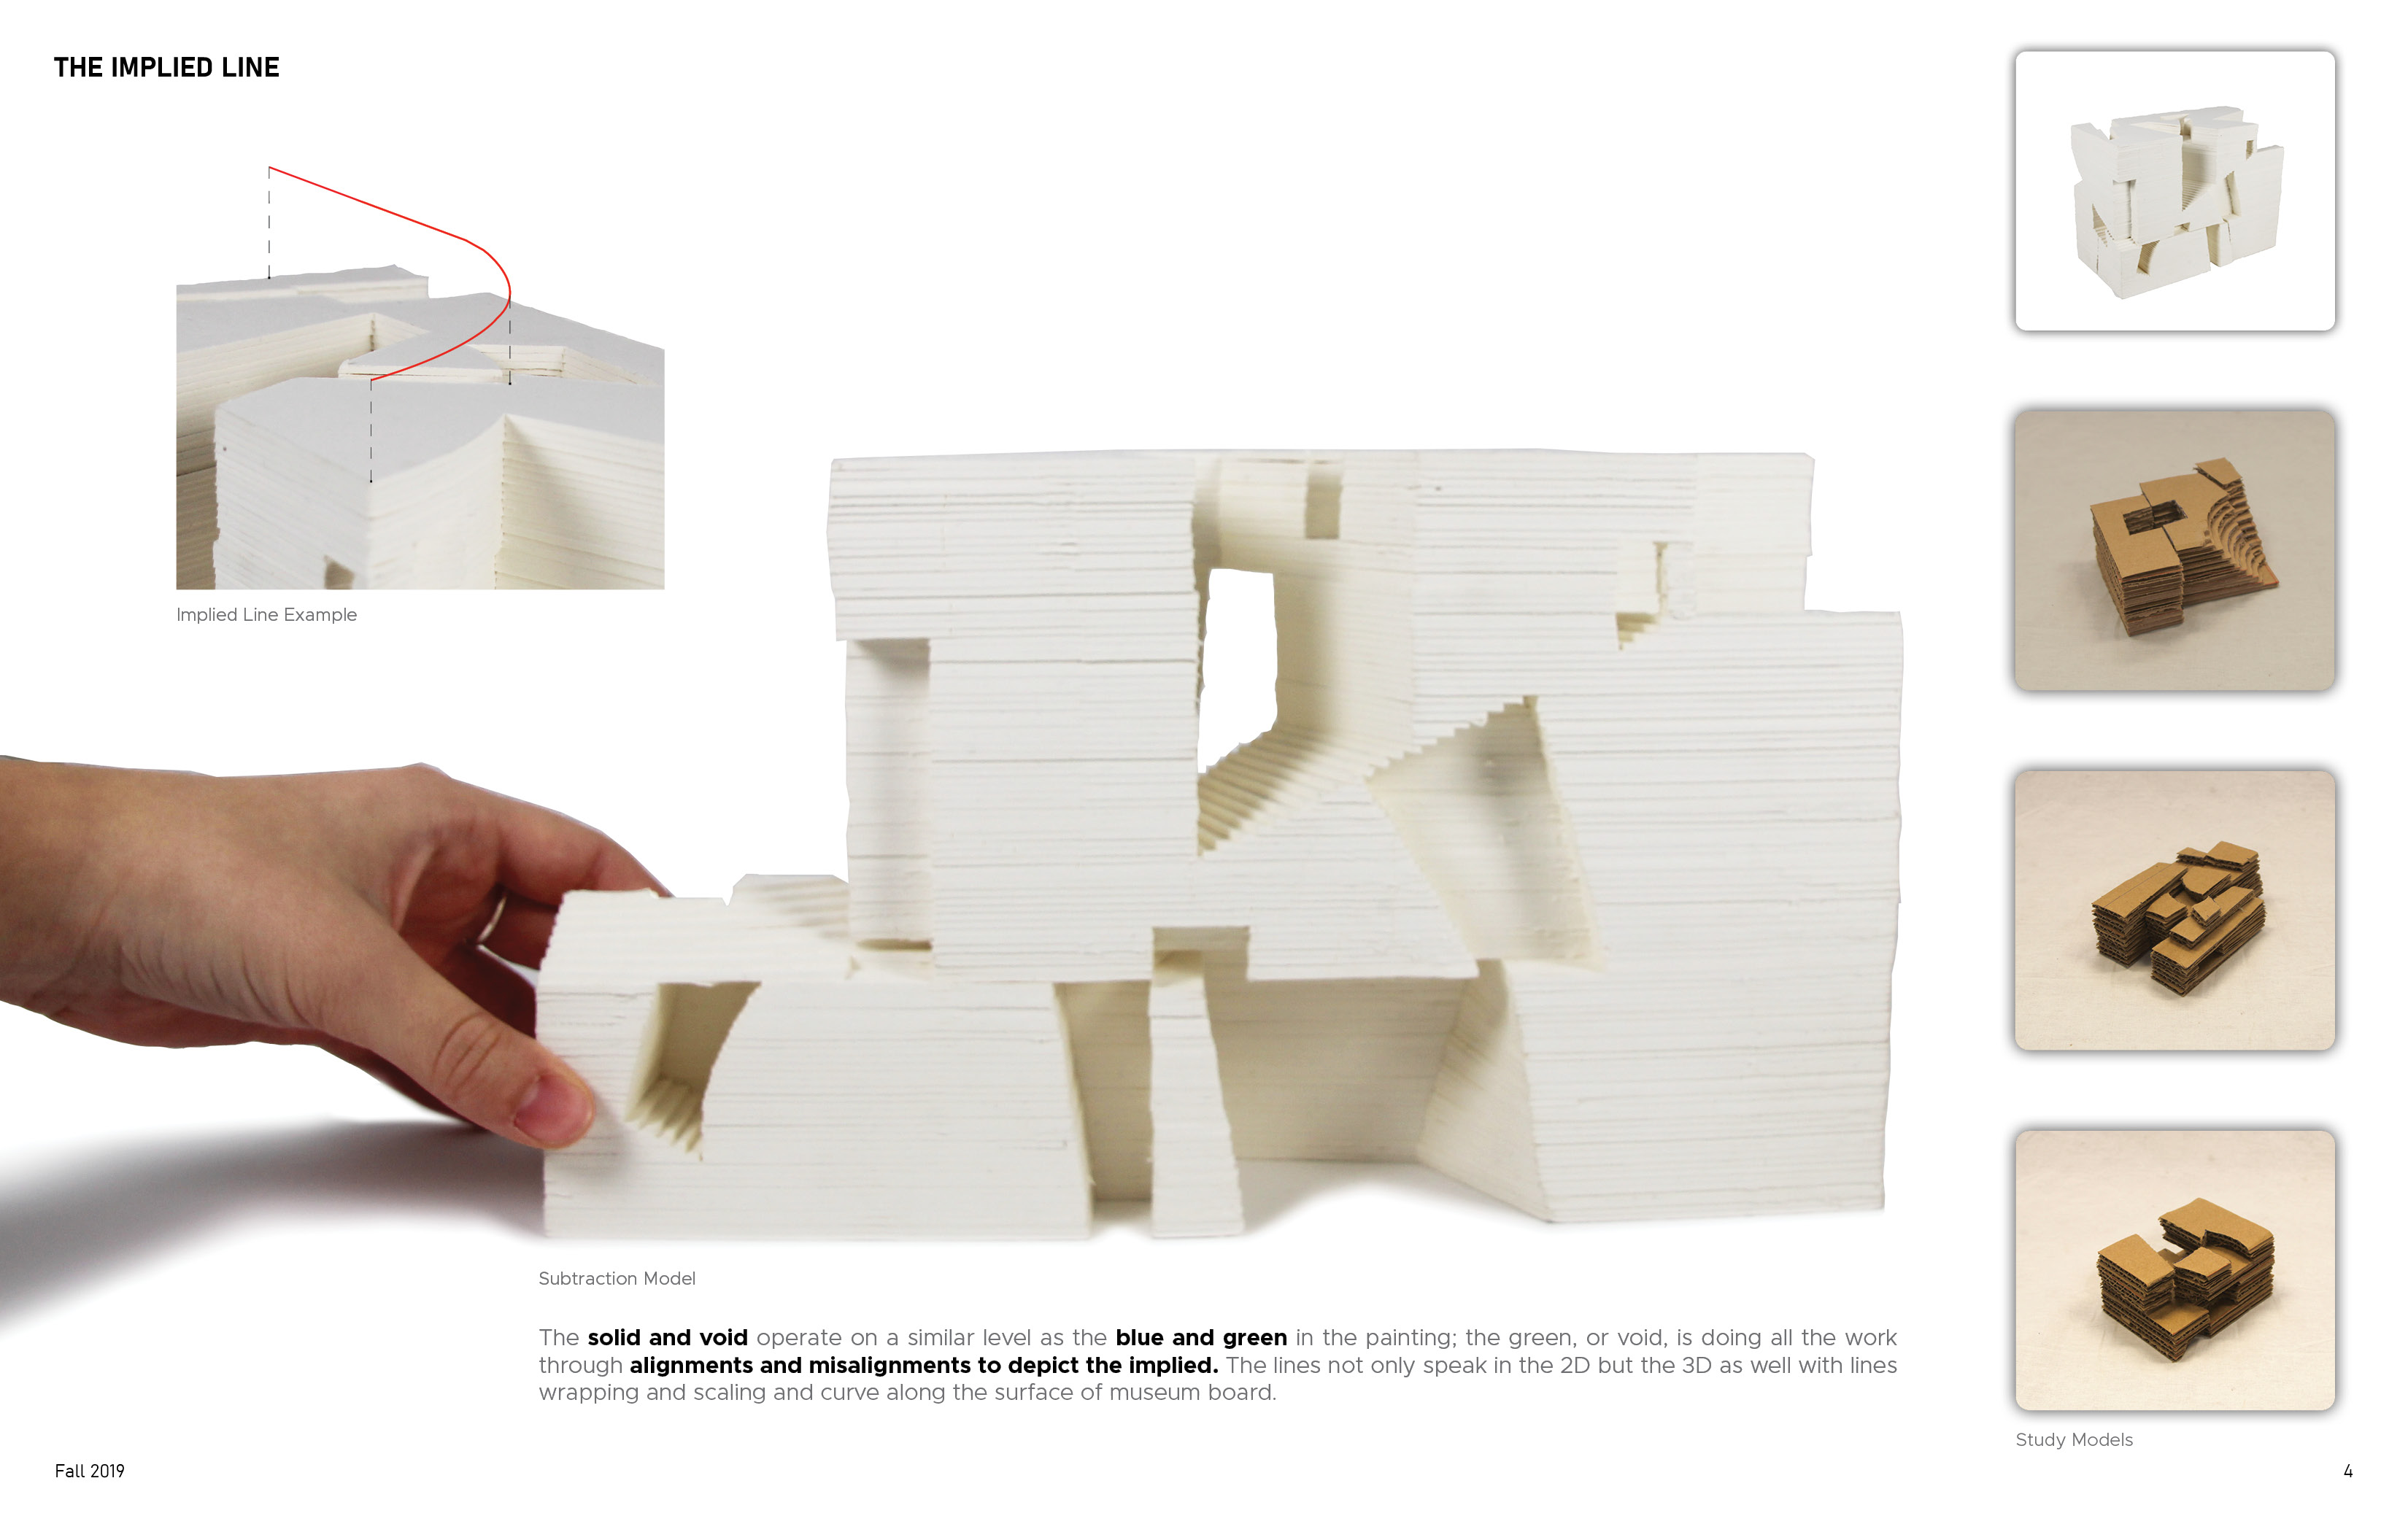 THE IMPLIED LINE
Implied Line Example
Subtraction Model
The solid and void operate on a similar level as the blue and green in the painting; the green, or void, is doing all the work
through alignments and misalignments to depict the implied. The lines not only speak in the 2D but the 3D as well with lines
wrapping and scaling and curve along the surface of museum board.
Study Models
Fall 2019
4